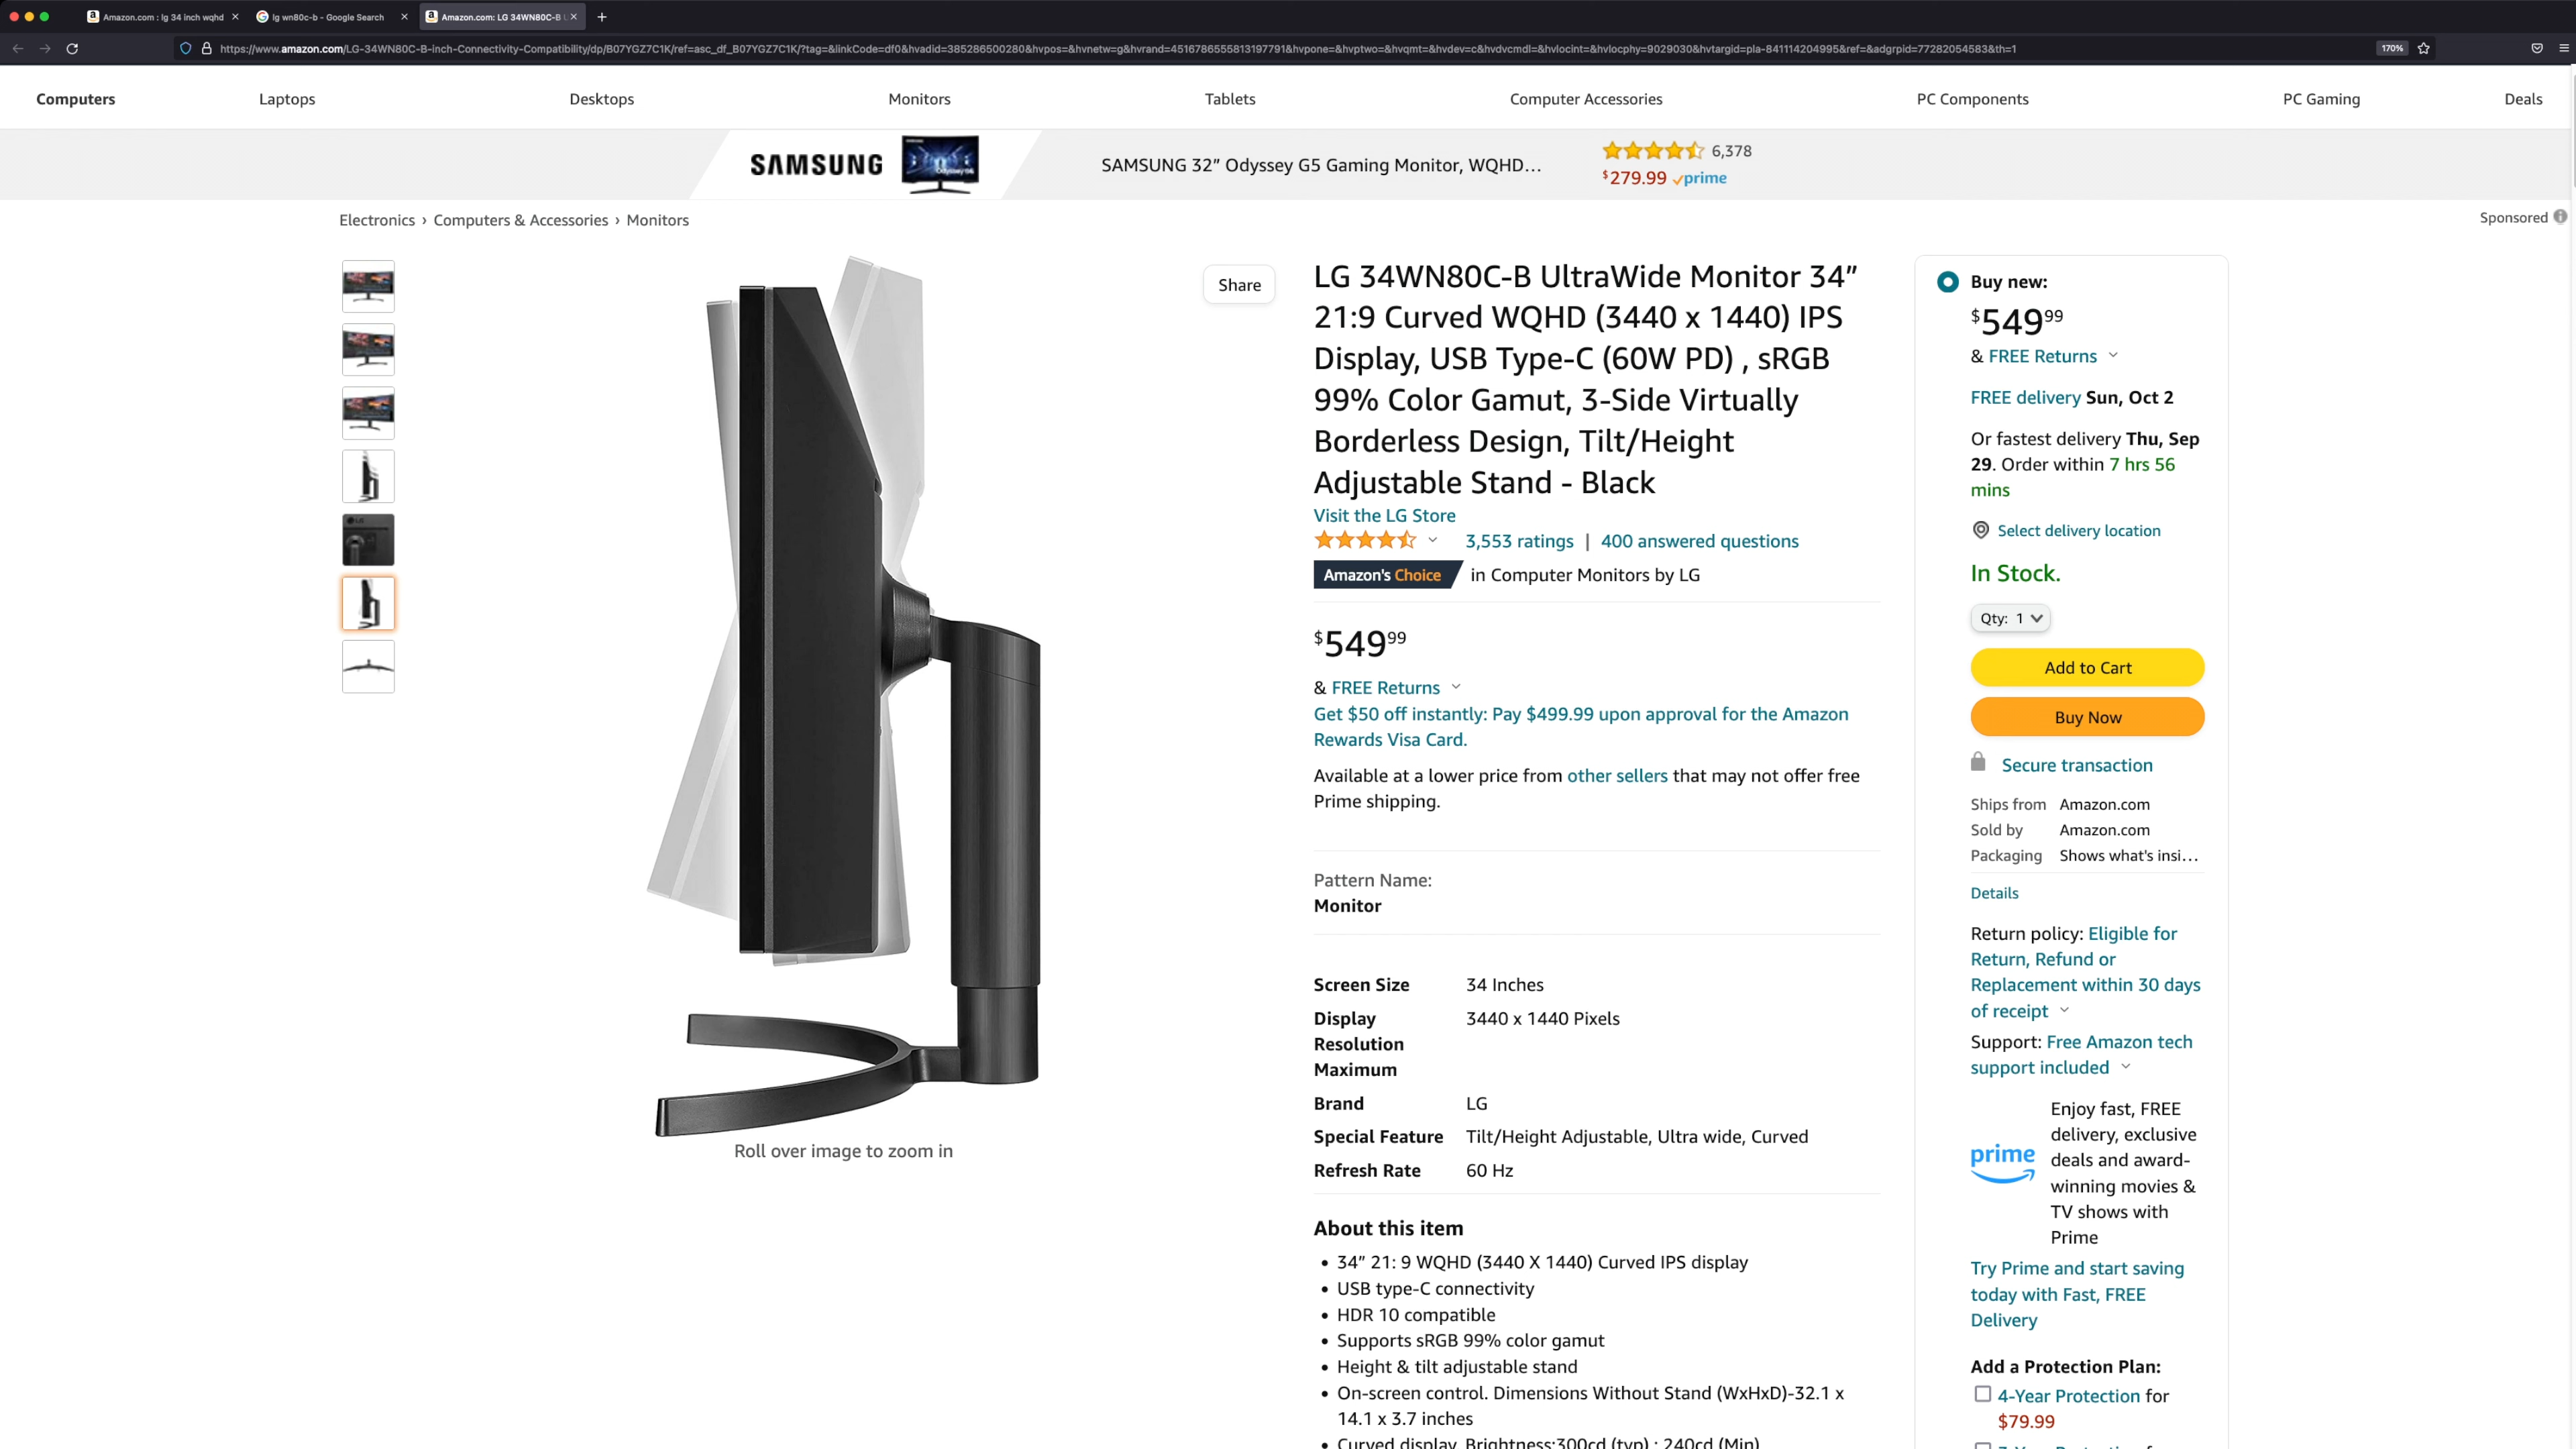 Amazon.com : lg 34 inch wqhd
lg wn80c-b - Google Search
Amazon.com: LG 34WN80C-B
https://www.amazon.com/LG-34WN80C-B-inch-Connectivity-Compatibility/dp/B07YGZ7C1K/ref=asc_df_B07YGZ7C1K/?tag=&linkCode=df0&hvadid=385286500280&hvpos=&hvnetw=g&hvrand=4516786555813197791&hvpone=&hvptwo=&hvqmt=&hvdev=c&hvdvcmdl=&hvlocint=&hvlocphy=9029030&hvtargid=pla-841114204995&ref=&adgrpid=77282054583&th=1
170%
Computers Laptops Desktops Monitors Tablets Computer Accessories PC Components PC Gaming Deals
SAMSUNG
SAMSUNG 32” Odyssey G5 Gaming Monitor, WQHD...
6,378
$279.99 prime
Electronics › Computers & Accessories › Monitors
Sponsored
Share
Roll over image to zoom in
LG 34WN80C-B UltraWide Monitor 34”
21:9 Curved WQHD (3440 x 1440) IPS
Display, USB Type-C (60W PD) , sRGB
99% Color Gamut, 3-Side Virtually
Borderless Design, Tilt/Height
Adjustable Stand - Black
Visit the LG Store
3,553 ratings | 400 answered questions
Amazon's Choice in Computer Monitors by LG
$549 99
& FREE Returns
Get $50 off instantly: Pay $499.99 upon approval for the Amazon
Rewards Visa Card.
Available at a lower price from other sellers that may not offer free
Prime shipping.
Pattern Name:
Monitor
Screen Size 34 Inches
Display 3440 x 1440 Pixels
Resolution
Maximum
Brand LG
Special Feature Tilt/Height Adjustable, Ultra wide, Curved
Refresh Rate 60 Hz
About this item
• 34” 21: 9 WQHD (3440 X 1440) Curved IPS display
• USB type-C connectivity
• HDR 10 compatible
• Supports sRGB 99% color gamut
• Height & tilt adjustable stand
• On-screen control. Dimensions Without Stand (WxHxD)-32.1 x
14.1 x 3.7 inches
• Curved display. Brightness:300cd (typ) ; 240cd (Min)
Buy new:
$549 99
& FREE Returns
FREE delivery Sun, Oct 2
Or fastest delivery Thu, Sep
29. Order within 7 hrs 56
mins
Select delivery location
In Stock.
Qty: 1
Add to Cart
Buy Now
Secure transaction
Ships from Amazon.com
Sold by Amazon.com
Packaging Shows what's insi...
Details
Return policy: Eligible for
Return, Refund or
Replacement within 30 days
of receipt
Support: Free Amazon tech
support included
prime
Enjoy fast, FREE
delivery, exclusive
deals and award-
winning movies &
TV shows with
Prime
Try Prime and start saving
today with Fast, FREE
Delivery
Add a Protection Plan:
4-Year Protection for
$79.99